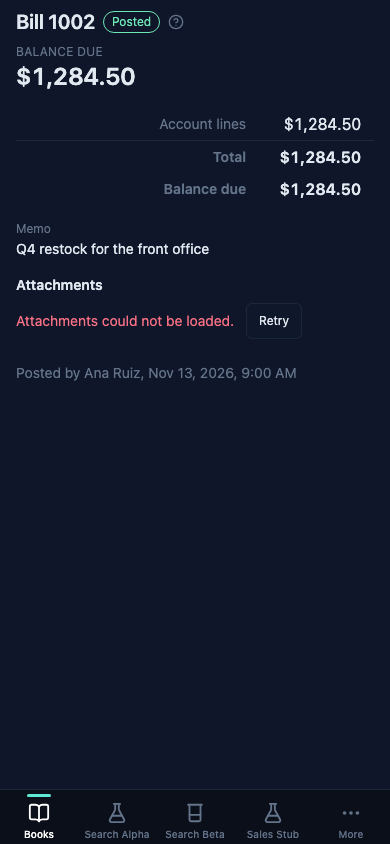 Bill 1002 Posted ?
BALANCE DUE
$1,284.50
Account lines $1,284.50
Total $1,284.50
Balance due $1,284.50
Memo
Q4 restock for the front office
Attachments
Attachments could not be loaded. Retry
Posted by Ana Ruiz, Nov 13, 2026, 9:00 AM
Books Search Alpha Search Beta Sales Stub More